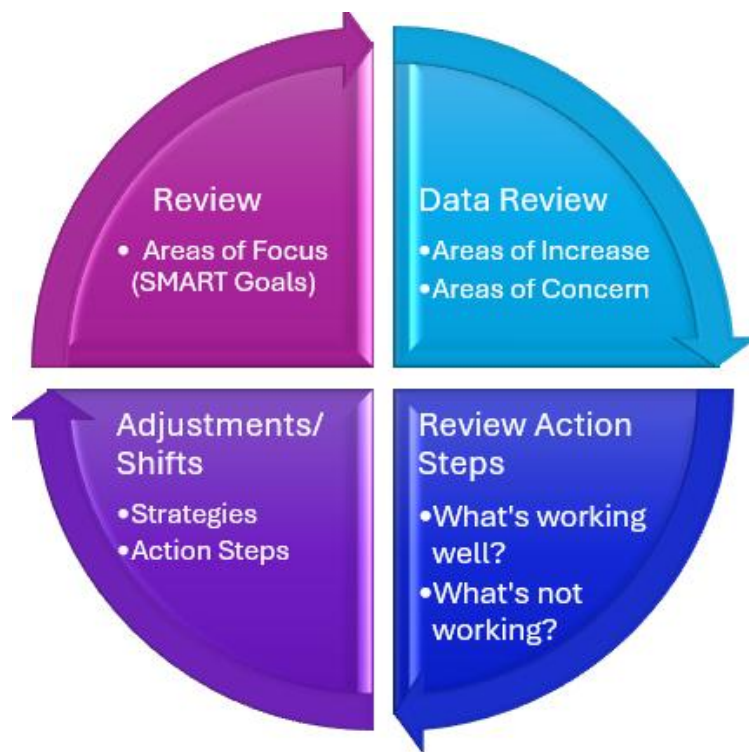 Review
• Areas of Focus
(SMART Goals)
Data Review
•Areas of Increase
•Areas of Concern
Review Action
Steps
•What's working
well?
•What's not
working?
Adjustments/
Shifts
•Strategies
•Action Steps